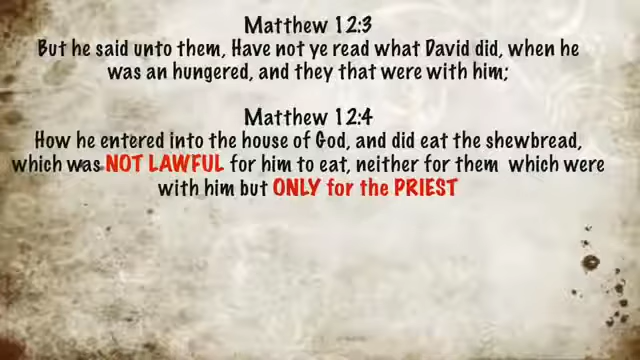 Matthew 12:3
But he said unto them, Have not ye read what David did, when he
was an hungered, and they that were with him;
Matthew 12:4
How he entered into the house of God, and did eat the shewbread,
which was NOT LAWFUL for him to eat, neither for them which were
with him but ONLY for the PRIEST